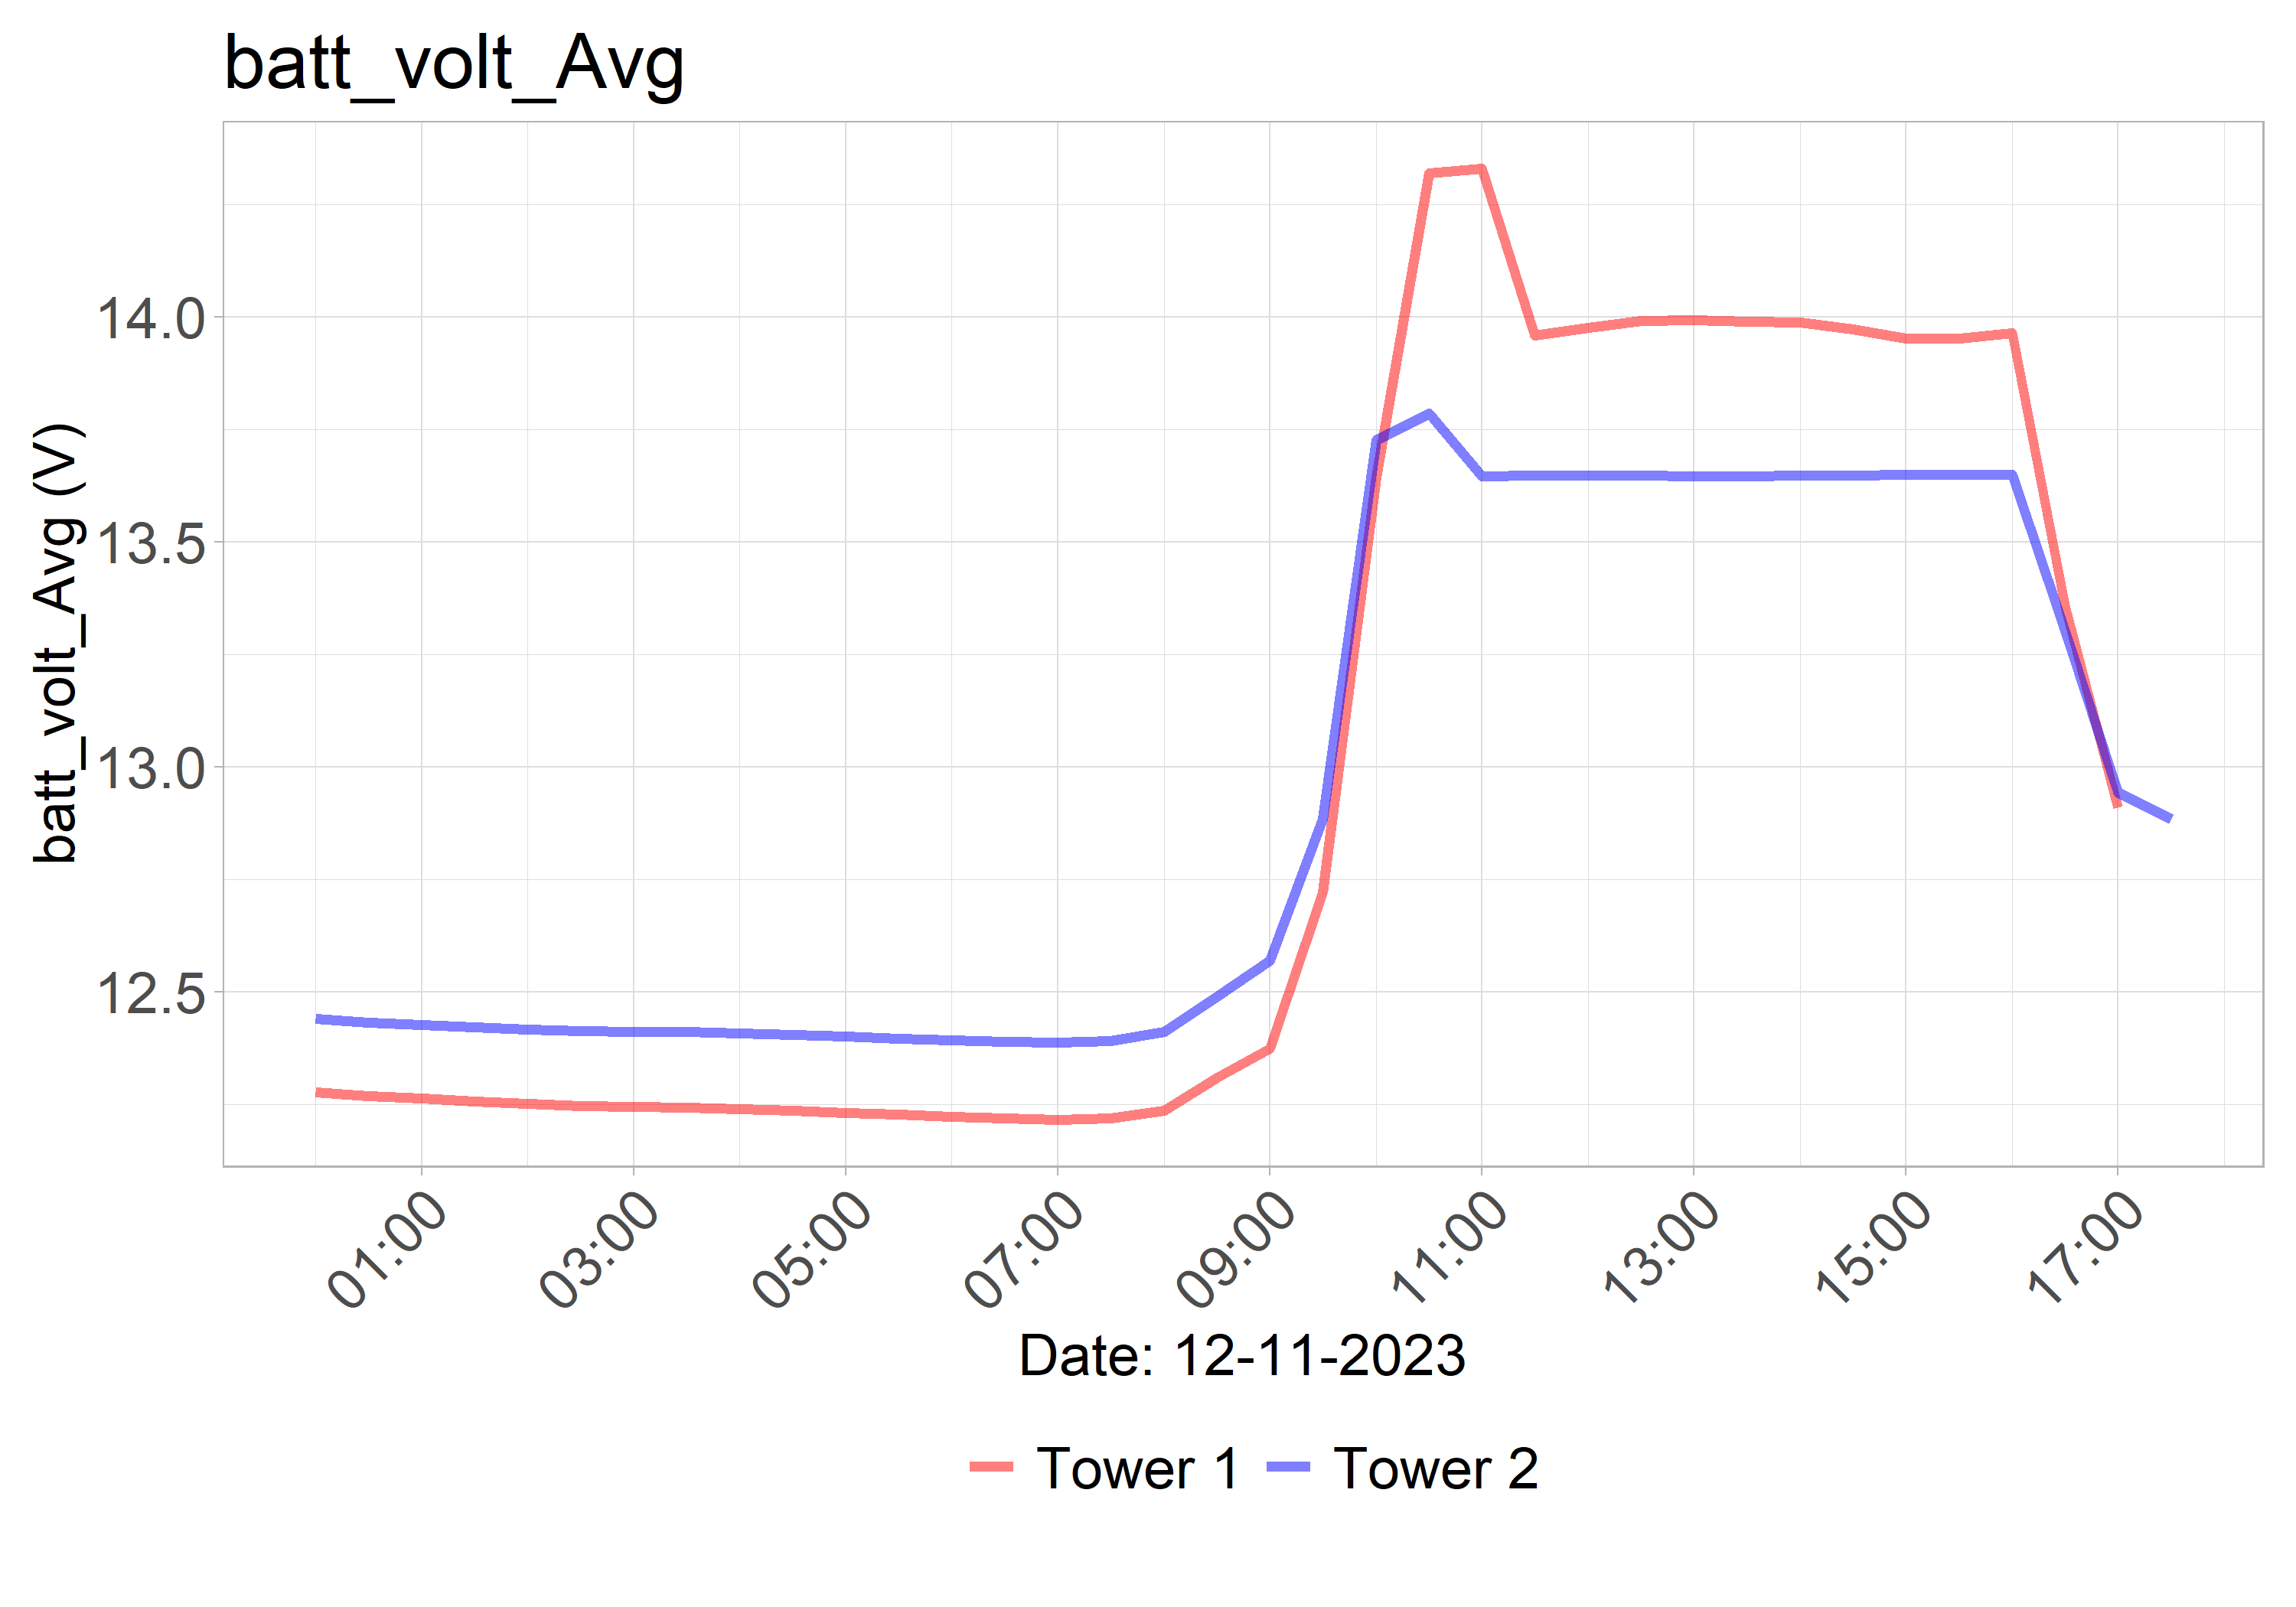 batt_volt_Avg
batt_volt_Avg (V)
14.0
13.5
13.0
12.5
01:00
03:00
05:00
07:00
09:00
11:00
13:00
15:00
17:00
Date: 12-11-2023
Tower 1
Tower 2